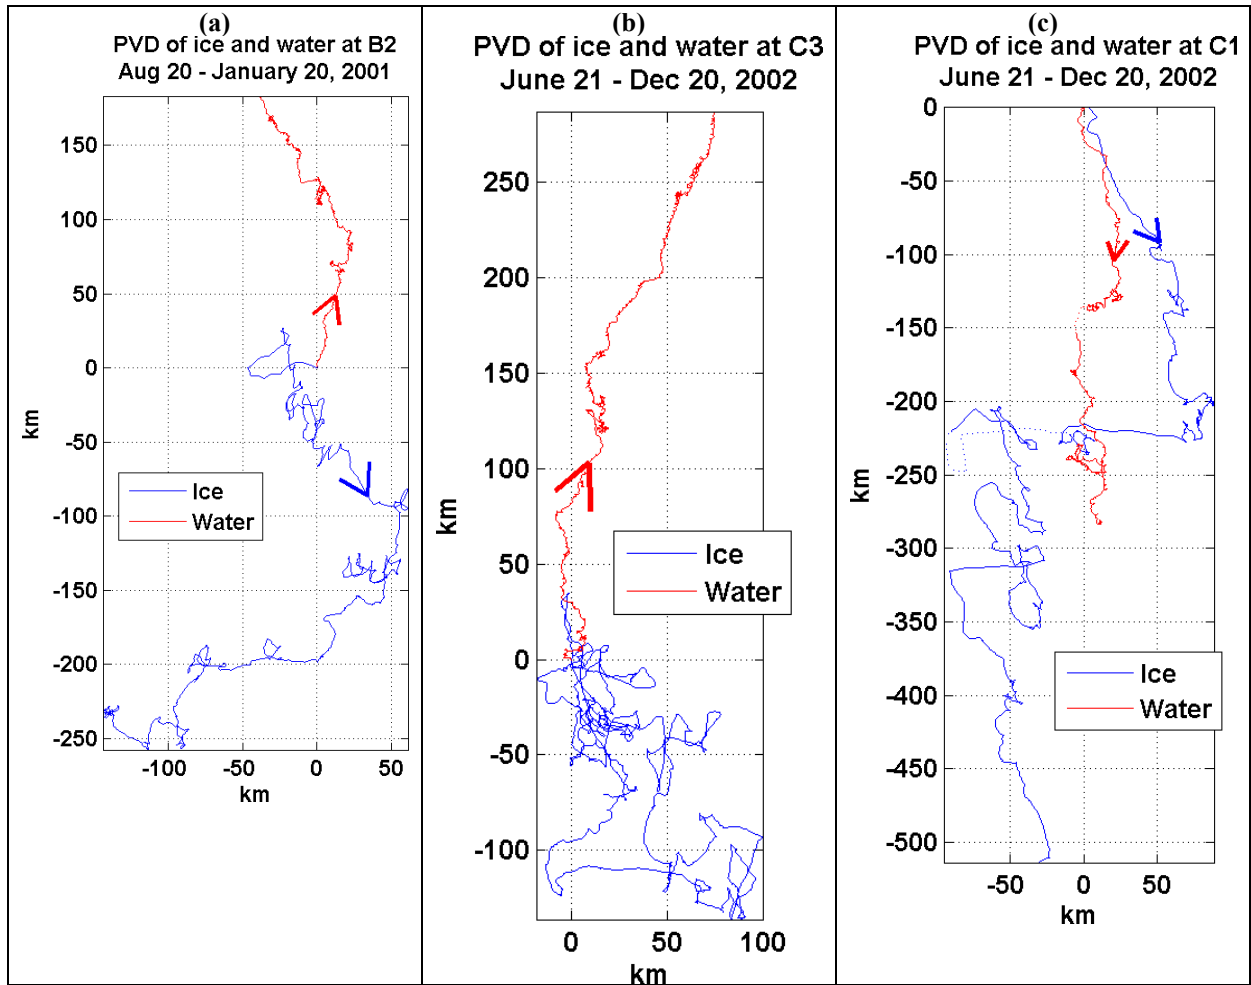 (a)
PVD of ice and water at B2
Aug 20 - January 20, 2001
150
100
50
0
-50
-100
-150
-200
-250
km
Ice
Water
-100
-50
0
50
km
(b)
PVD of ice and water at C3
June 21 - Dec 20, 2002
250
200
150
100
50
0
-50
-100
km
Ice
Water
0
50
100
km
(c)
PVD of ice and water at C1
June 21 - Dec 20, 2002
0
-50
-100
-150
-200
-250
-300
-350
-400
-450
-500
km
Ice
Water
-50
0
50
km